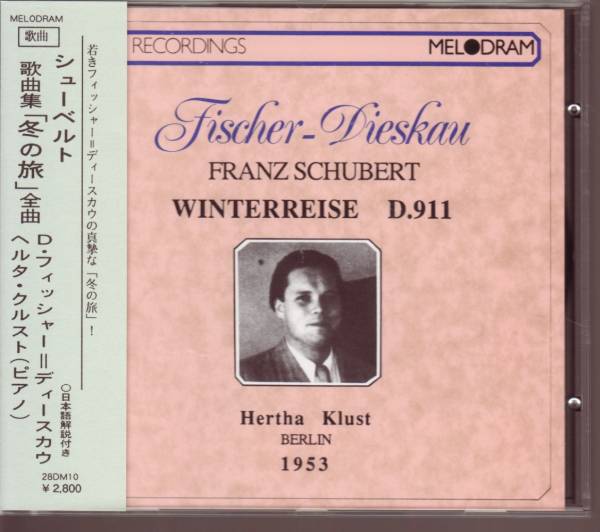 MELODRAM
歌曲
若きフィッシャー=ディースカウの真摯な「冬の旅」!
シューベルト
歌曲集「冬の旅」全曲
D・フィッシャー=ディースカウ
ヘルタ・クルスト(ピアノ)
○日本語解説付き
28DM10
¥2,800
RECORDINGS
MELODRAM
Fischer-Dieskau
FRANZ SCHUBERT
WINTERREISE D.911
Hertha Klust
BERLIN
1953